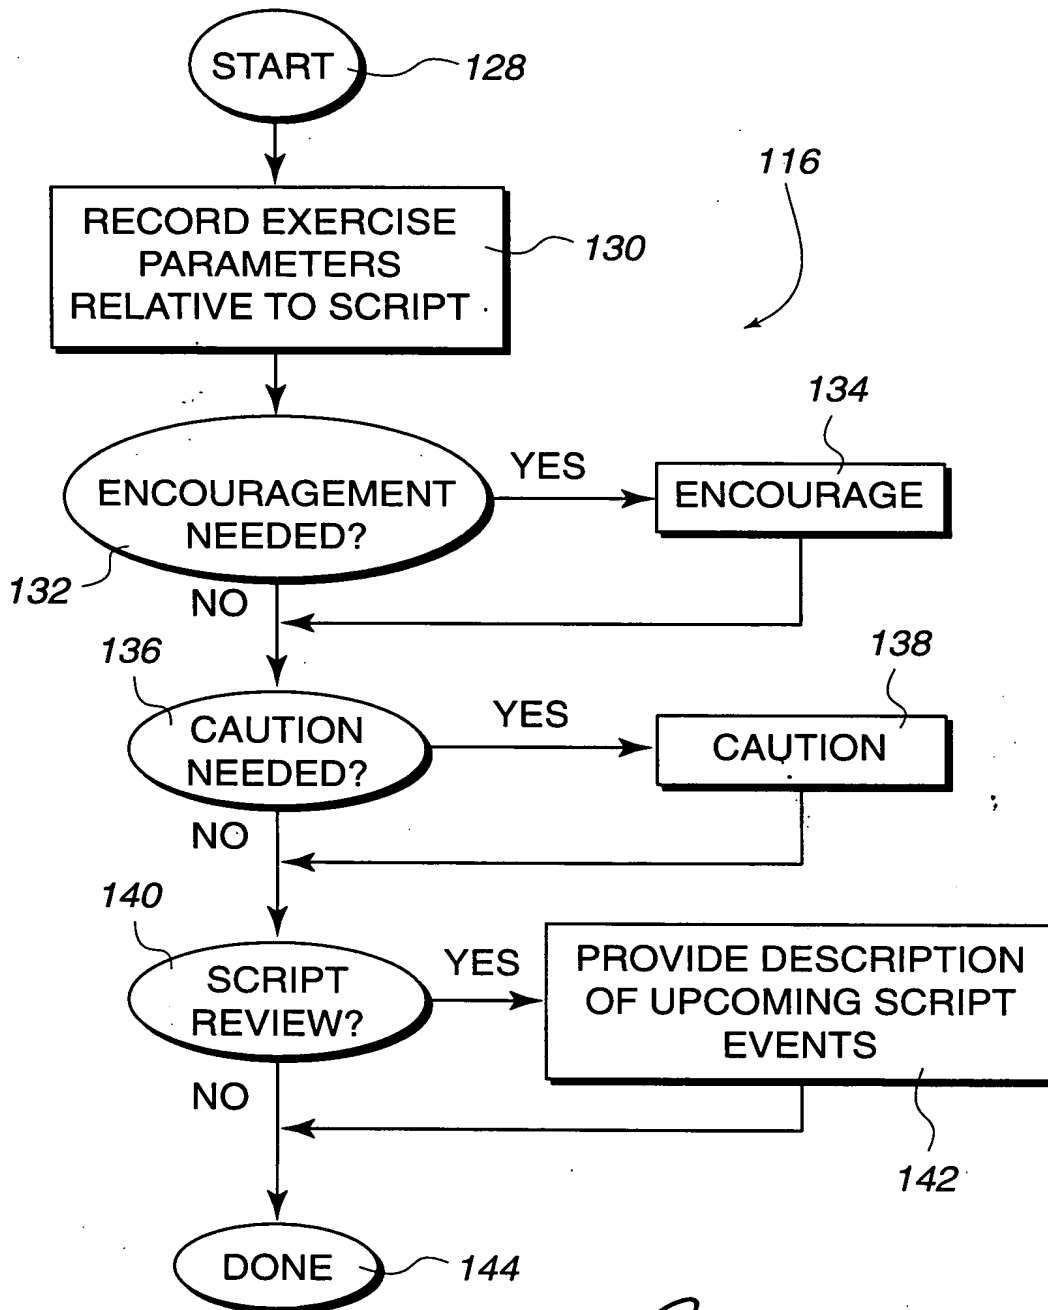 START
128
116
RECORD EXERCISE
PARAMETERS
RELATIVE TO SCRIPT
130
134
YES
ENCOURAGE
ENCOURAGEMENT
NEEDED?
132
NO
136
138
YES
CAUTION
NEEDED?
CAUTION
NO
140
YES
SCRIPT
REVIEW?
PROVIDE DESCRIPTION
OF UPCOMING SCRIPT
EVENTS
NO
142
DONE
144